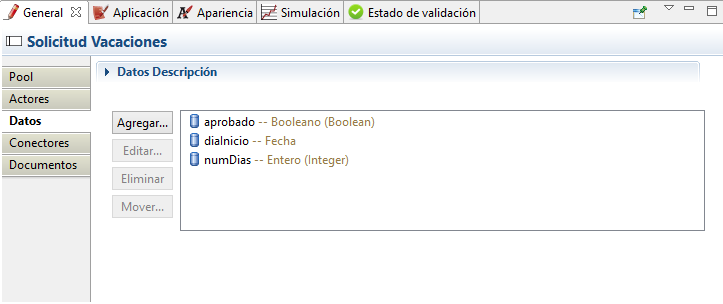 General Aplicación Apariencia Simulación Estado de validación
Solicitud Vacaciones
Pool
Actores
Datos
Conectores
Documentos
Datos Descripción
Agregar...
Editar...
Eliminar
Mover...
aprobado -- Booleano (Boolean)
diaInicio -- Fecha
numDias -- Entero (Integer)